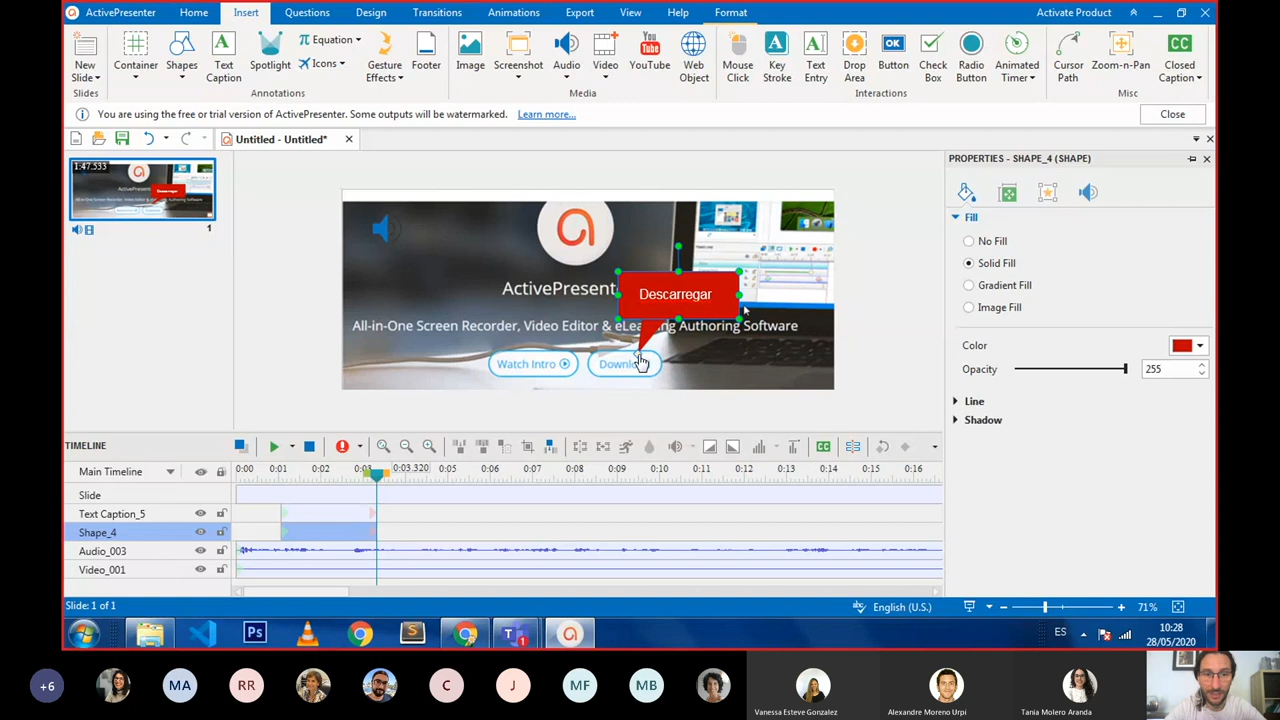 ActivePresenter Home Insert Questions Design Transitions Animations Export View Help Format Activate Product
New Slide Container Shapes Text Caption Spotlight Equation Icons Gesture Effects Footer Image Screenshot Audio Video YouTube Web Object Mouse Click Key Stroke Text Entry Drop Area Button Check Box Radio Button Animated Timer Cursor Path Zoom-n-Pan Closed Caption
Slides Annotations Media Interactions Misc
You are using the free or trial version of ActivePresenter. Some outputs will be watermarked. Learn more... Close
Untitled - Untitled*
1:47.533
1
ActivePresent
Descarregar
All-in-One Screen Recorder, Video Editor & eLearning Authoring Software
Watch Intro Download
PROPERTIES - SHAPE_4 (SHAPE)
Fill
No Fill
Solid Fill
Gradient Fill
Image Fill
Color
Opacity 255
Line
Shadow
TIMELINE
Main Timeline 0:00 0:01 0:02 0:03 0:03.320 0:05 0:06 0:07 0:08 0:09 0:10 0:11 0:12 0:13 0:14 0:15 0:16
Slide
Text Caption_5
Shape_4
Audio_003
Video_001
Slide: 1 of 1 English (U.S.) 71%
ES 10:28
28/05/2020
+6 MA RR C J MF MB
Vanessa Esteve Gonzalez Alexandre Moreno Urpi Tania Molero Aranda